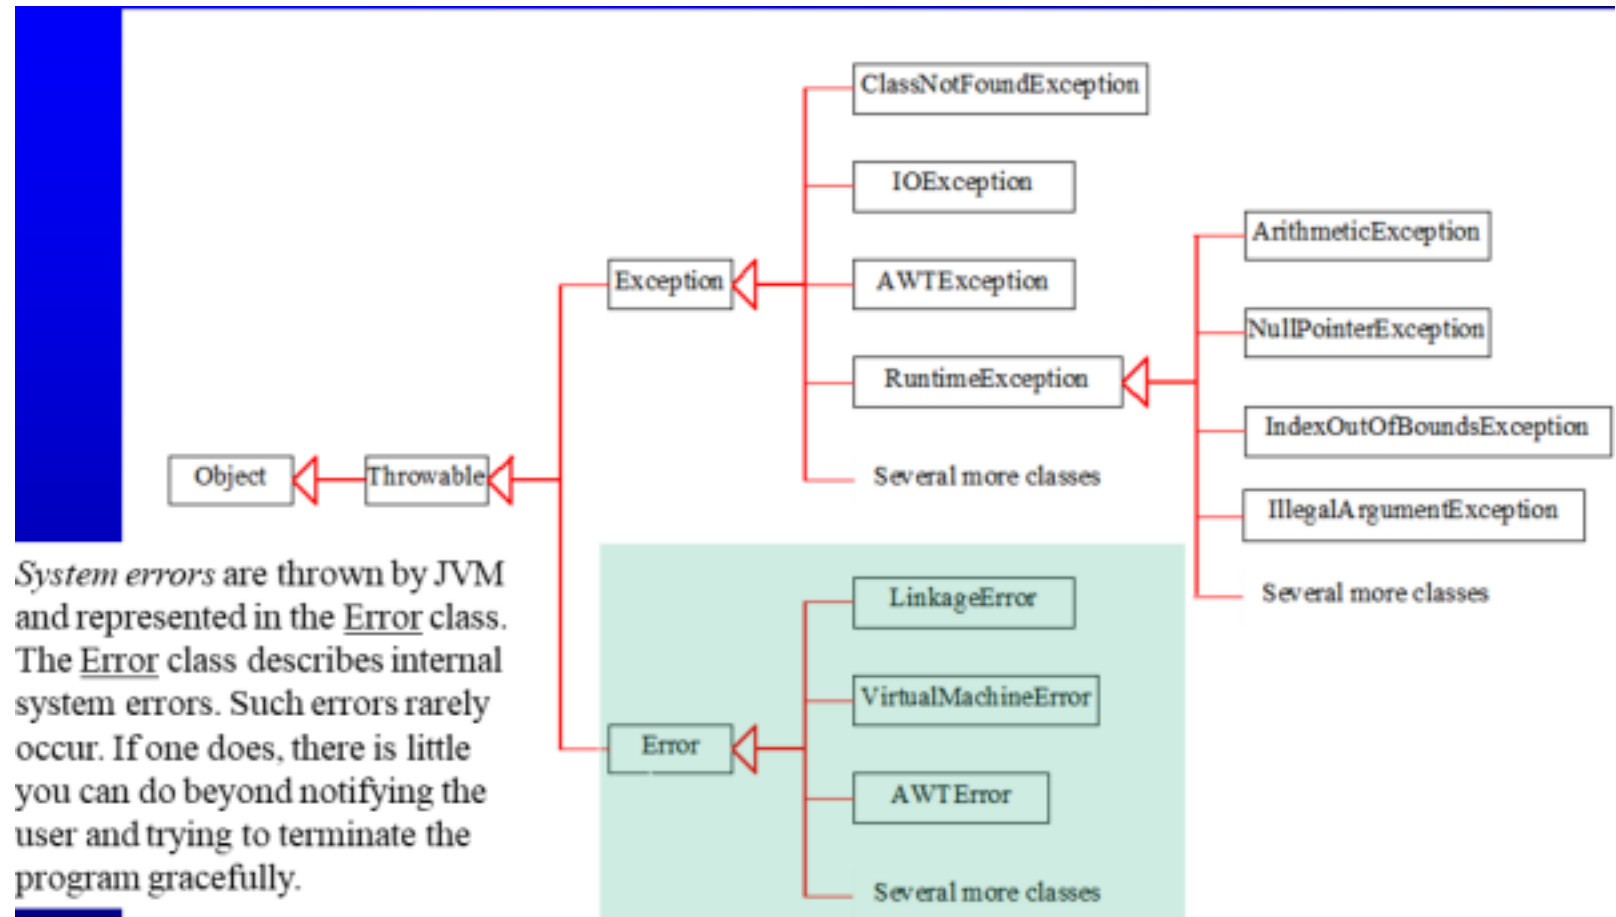 ClassNotFoundException
IOException
ArithmeticException
Exception
AWTException
NullPointerException
RuntimeException
IndexOutOfBoundsException
Object
Throwable
Several more classes
IllegalArgumentException
Several more classes
System errors are thrown by JVM
and represented in the Error class.
The Error class describes internal
system errors. Such errors rarely
occur. If one does, there is little
you can do beyond notifying the
user and trying to terminate the
program gracefully.
LinkageError
VirtualMachineError
Error
AWTError
Several more classes